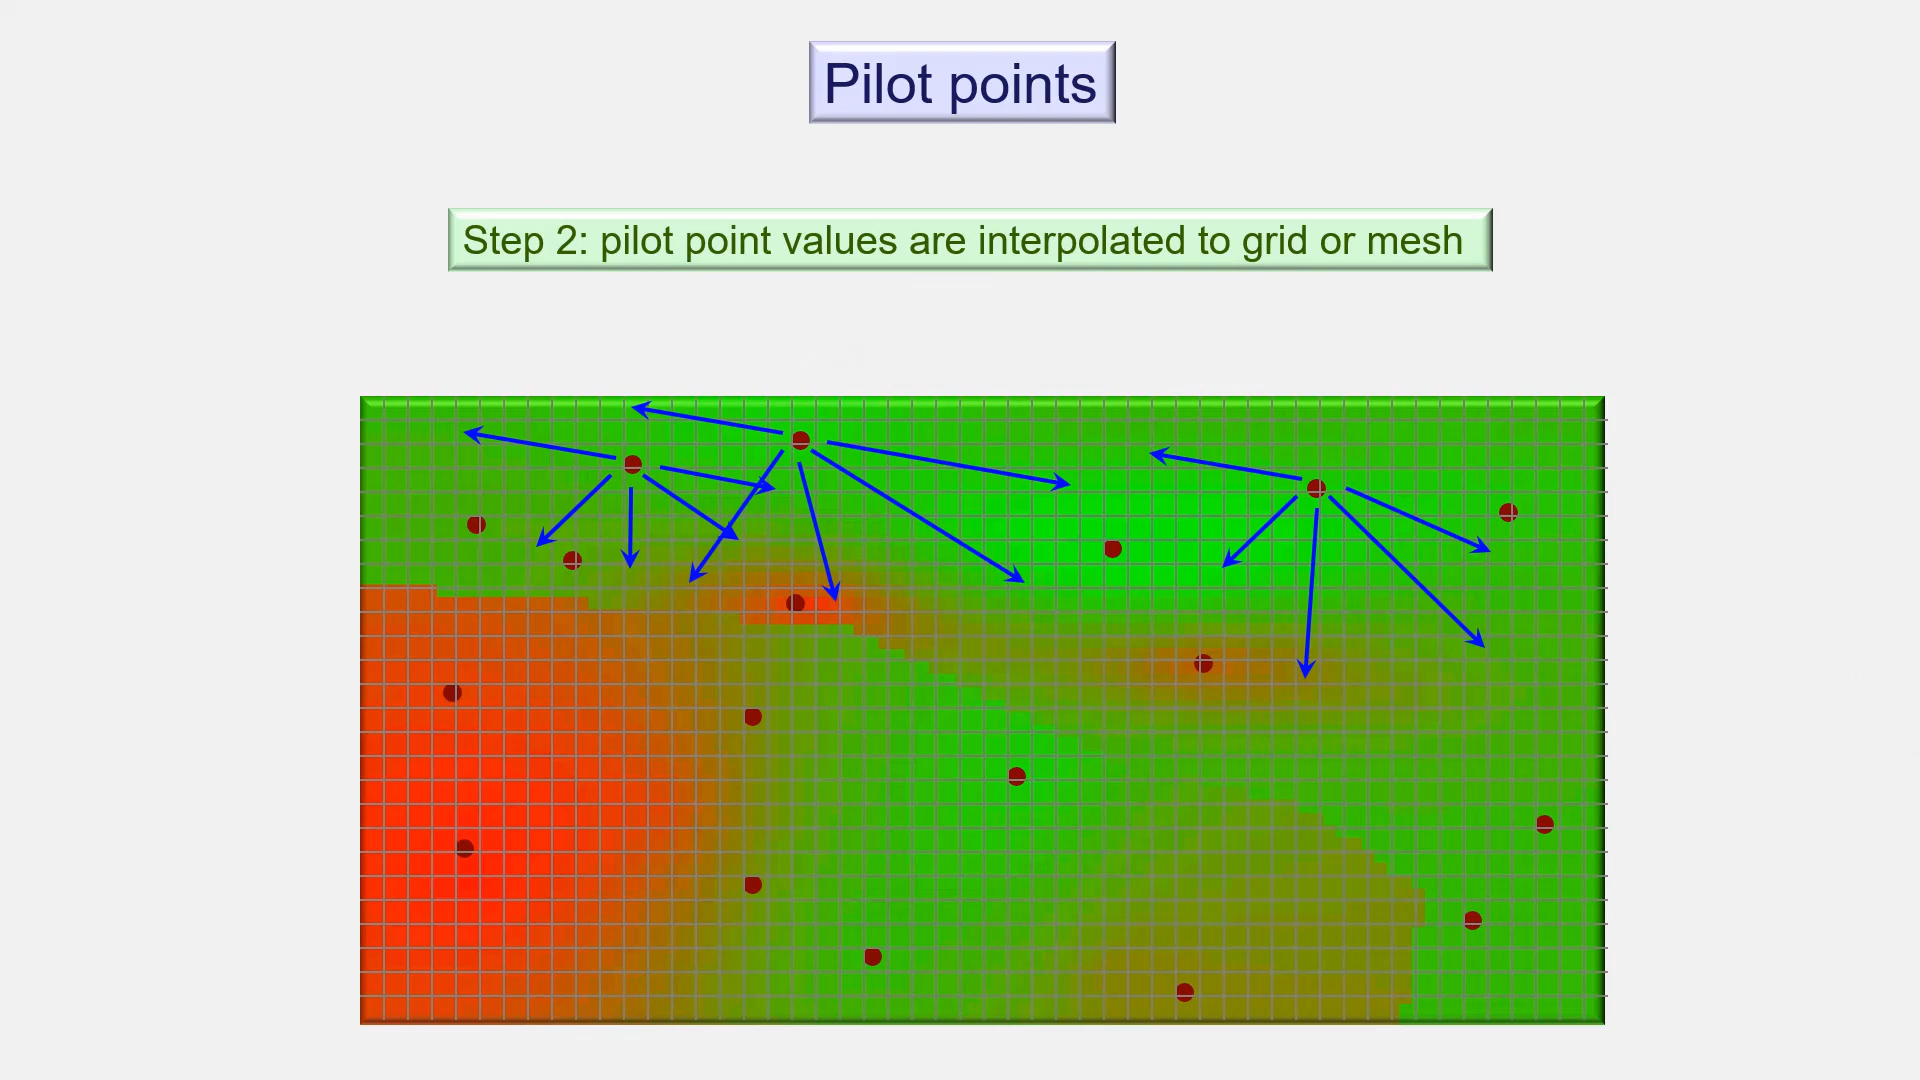 Pilot points
Step 2: pilot point values are interpolated to grid or mesh